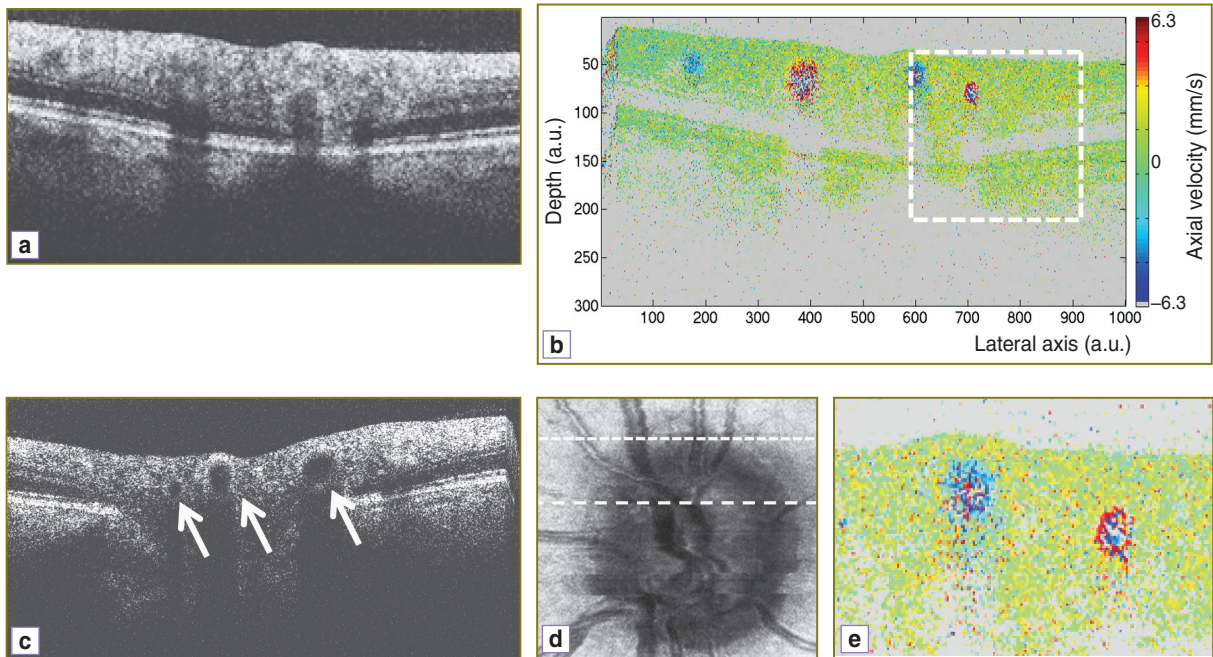 a
6.3
50
100
150
200
250
300
Depth (a.u.)
100 200 300 400 500 600 700 800 900 1000
Lateral axis (a.u.)
0
–6.3
Axial velocity (mm/s)
b
c
d
e